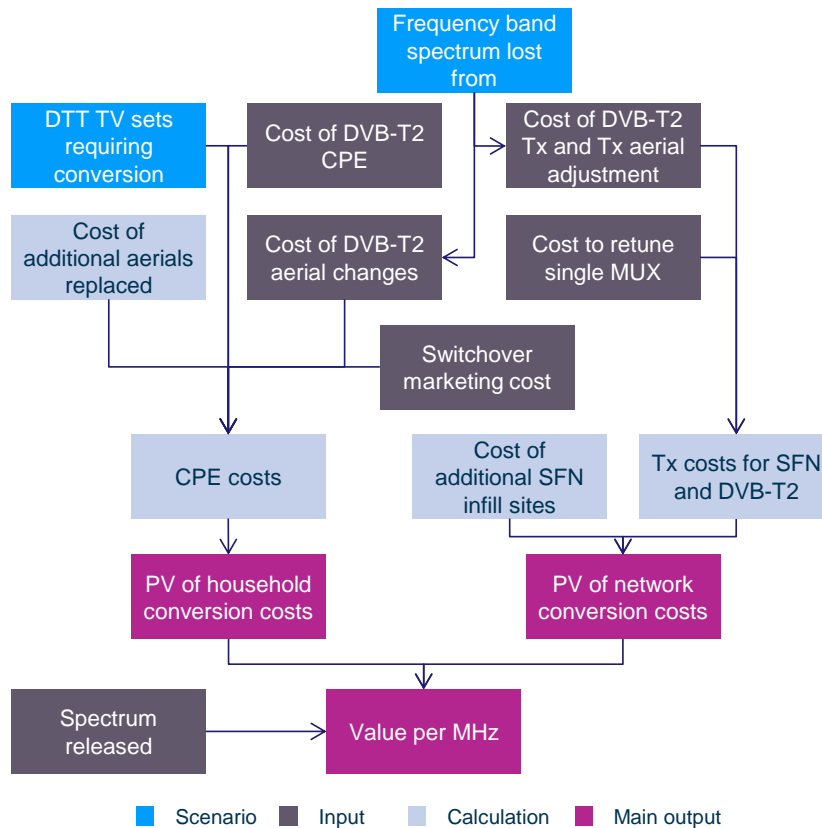 Frequency band
spectrum lost
from
DTT TV sets
requiring
conversion
Cost of DVB-T2
CPE
Cost of DVB-T2
Tx and Tx aerial
adjustment
Cost of
additional aerials
replaced
Cost of DVB-T2
aerial changes
Cost to retune
single MUX
Switchover
marketing cost
CPE costs
Cost of
additional SFN
infill sites
Tx costs for SFN
and DVB-T2
PV of household
conversion costs
PV of network
conversion costs
Spectrum
released
Value per MHz
Scenario
Input
Calculation
Main output